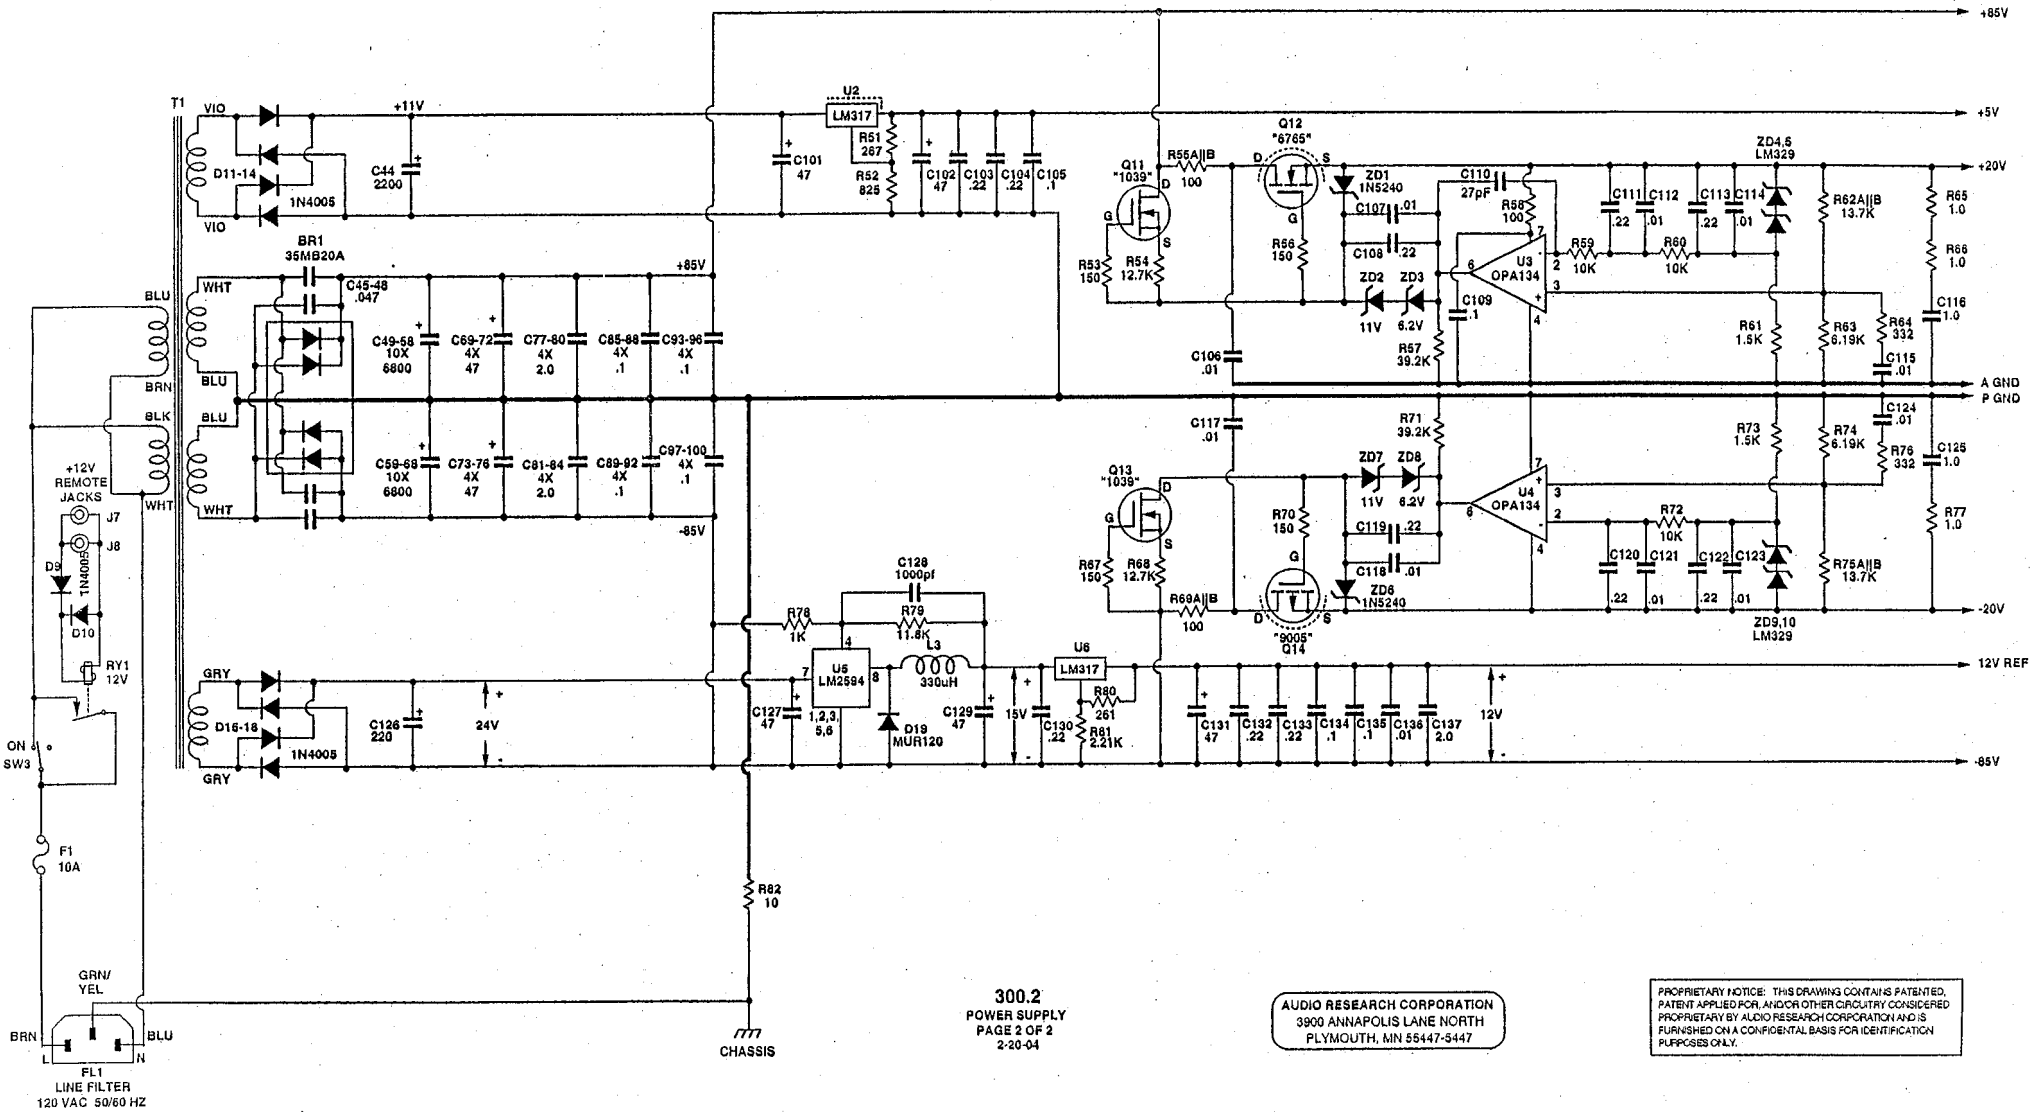 +85V
T1
VIO
+11V
U2
LM317
+5V
D11-14
C44
2200
1N4005
VIO
+
C101
47
R51
267
R52
825
+
C102
47
C103
.22
C104
.22
C105
.1
Q11
"1039"
D
G
S
R53
150
R54
12.7K
R55A||B
100
Q12
"6765"
D
S
G
R56
150
ZD1
1N5240
C107
.01
C108
.22
ZD2
11V
ZD3
6.2V
C110
27pF
R58
100
C109
.1
R57
39.2K
6
7
U3
OPA134
2
3
4
-
+
R59
10K
C111
.22
C112
.01
R60
10K
C113
.22
C114
.01
ZD4,5
LM329
R62A||B
13.7K
+20V
R65
1.0
R66
1.0
C116
1.0
R61
1.5K
R63
6.19K
R64
332
C115
.01
C106
.01
A GND
P GND
BR1
35MB20A
WHT
C45-48
.047
+85V
BLU
BRN
BLK
WHT
BLU
BLU
WHT
+
C49-58
10X
6800
+
C69-72
4X
47
C77-80
4X
2.0
C85-88
4X
.1
C93-96
4X
.1
+
C59-68
10X
6800
+
C73-76
4X
47
C81-84
4X
2.0
C89-92
4X
.1
C97-100
4X
.1
-85V
+12V
REMOTE
JACKS
J7
J8
D9
1N4005
D10
RY1
12V
ON
SW3
F1
10A
C117
.01
Q13
"1039"
D
G
S
R67
150
R68
12.7K
R69A||B
100
R70
150
G
D
S
"9005"
Q14
R71
39.2K
ZD7
11V
ZD8
6.2V
C119
.22
C118
.01
ZD6
1N5240
6
7
U4
OPA134
3
2
4
+
-
R72
10K
C120
.22
C121
.01
C122
.22
C123
.01
R73
1.5K
R74
6.19K
C124
.01
R76
332
C125
1.0
R77
1.0
R75A||B
13.7K
ZD9,10
LM329
-20V
GRY
D15-18
1N4005
GRY
+
C126
220
+
24V
-
+
C127
47
R78
1K
C128
1000pf
R79
11.8K
4
7
U5
LM2594
8
1,2,3,
5,6
L3
330uH
D19
MUR120
+
C129
47
+
15V
-
C130
.22
U6
LM317
R80
261
R81
2.21K
+
C131
47
C132
.22
C133
.22
C134
.1
C135
.1
C136
.01
C137
2.0
+
12V
-
12V REF
-85V
R82
10
GRN/
YEL
BRN
BLU
L
N
FL1
LINE FILTER
120 VAC 50/60 HZ
CHASSIS
300.2
POWER SUPPLY
PAGE 2 OF 2
2-20-04
AUDIO RESEARCH CORPORATION
3900 ANNAPOLIS LANE NORTH
PLYMOUTH, MN 55447-5447
PROPRIETARY NOTICE: THIS DRAWING CONTAINS PATENTED,
PATENT APPLIED FOR, AND/OR OTHER CIRCUITRY CONSIDERED
PROPRIETARY BY AUDIO RESEARCH CORPORATION AND IS
FURNISHED ON A CONFIDENTAL BASIS FOR IDENTIFICATION
PURPOSES ONLY.